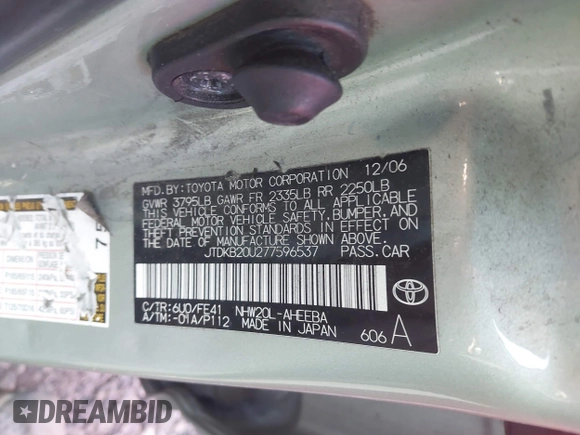 MFD.BY:TOYOTA MOTOR CORPORATION 12/06
GVWR 3795LB GAWR FR 2335LB RR 2250LB
THIS VEHICLE CONFORMS TO ALL APPLICABLE
FEDERAL MOTOR VEHICLE SAFETY,BUMPER,AND
THEFT PREVENTION STANDARDS IN EFFECT ON
THE DATE OF MANUFACTURE SHOWN ABOVE.
JTDKB20U277596537 PASS.CAR
C/TR:6U0/FE41 NHW20L-AHEEBA
A/TM:-01A/P112 MADE IN JAPAN
606 A
DREAMBID